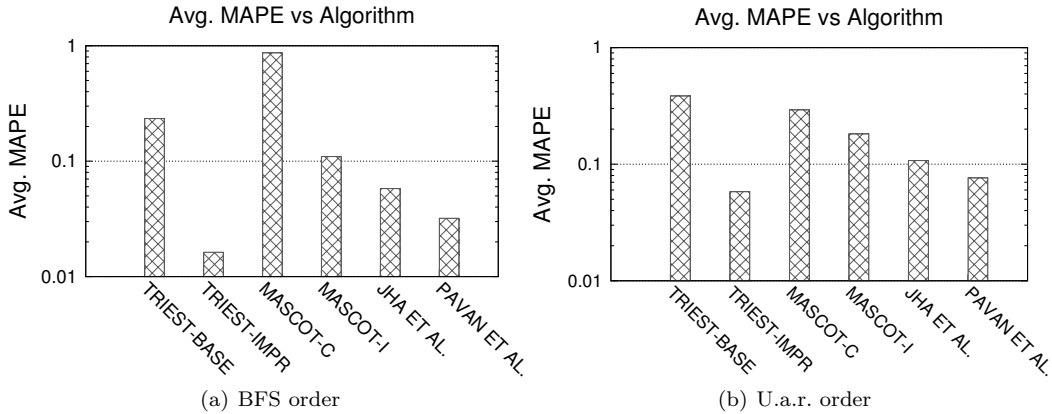 Avg. MAPE vs Algorithm
Avg. MAPE
1
0.1
0.01
TRIEST-BASE
TRIEST-IMPR
MASCOT-C
MASCOT-I
JHA ET AL.
PAVAN ET AL.
(a) BFS order
Avg. MAPE vs Algorithm
Avg. MAPE
1
0.1
0.01
TRIEST-BASE
TRIEST-IMPR
MASCOT-C
MASCOT-I
JHA ET AL.
PAVAN ET AL.
(b) U.a.r. order